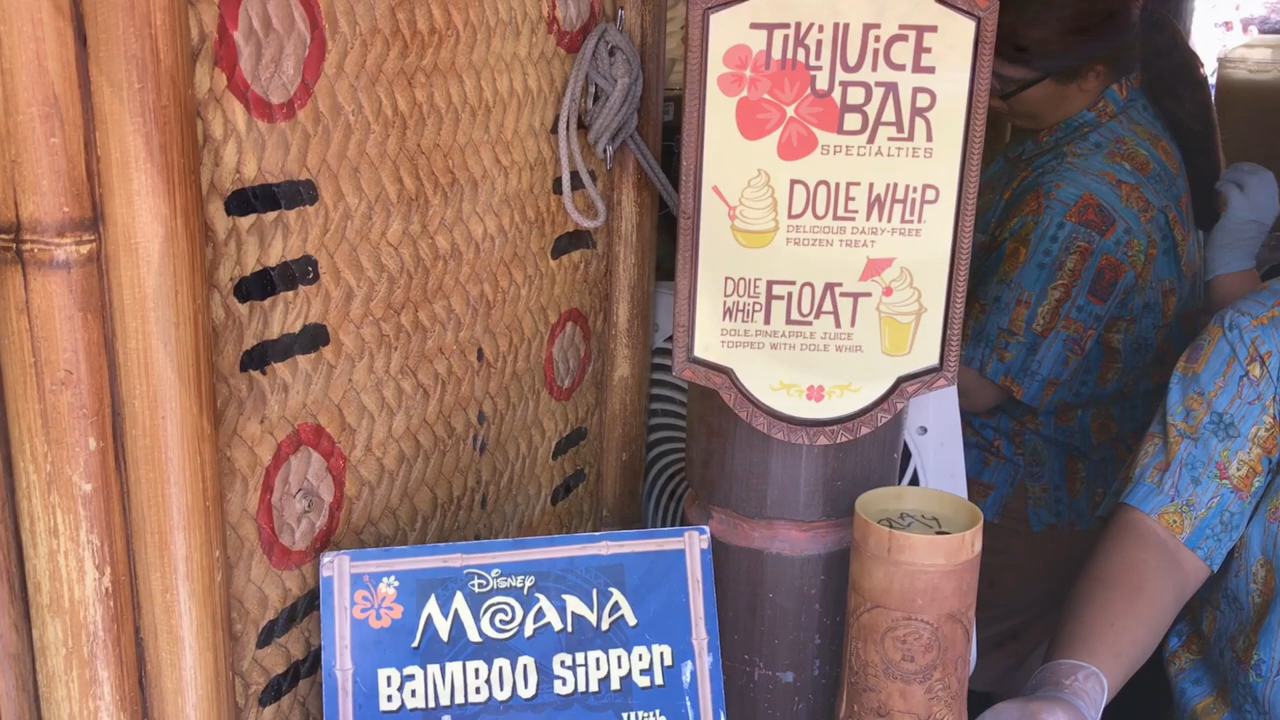 TIKI JUICE
BAR
SPECIALTIES
DOLE WHIP
DELICIOUS DAIRY-FREE
FROZEN TREAT
DOLE
WHIP FLOAT
DOLE PINEAPPLE JUICE
TOPPED WITH DOLE WHIP.
DISNEY
MOANA
BAMBOO SIPPER
With